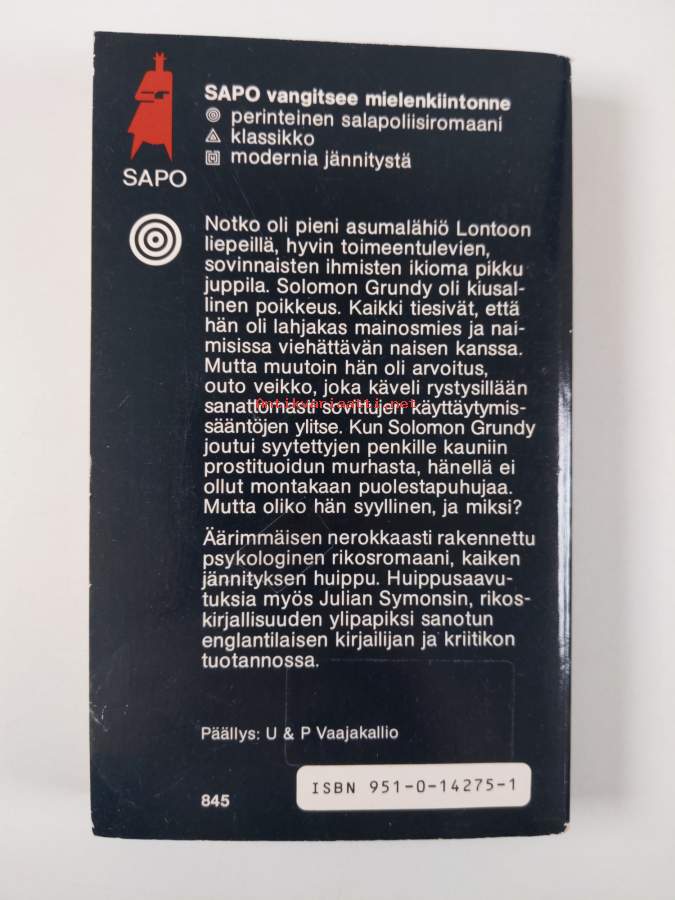 SAPO vangitsee mielenkiintonne
perinteinen salapoliisiromaani
klassikko
modernia jännitystä
SAPO
Notko oli pieni asumalähiö Lontoon
liepeillä, hyvin toimeentulevien,
sovinnaisten ihmisten ikioma pikku
juppila. Solomon Grundy oli kiusal-
linen poikkeus. Kaikki tiesivät, että
hän oli lahjakas mainosmies ja nai-
misissa viehättävän naisen kanssa.
Mutta muutoin hän oli arvoitus,
outo veikko, joka käveli rystysillään
sanattomasti sovittujen käyttäytymis-
Antikvariaatti.net
sääntöjen ylitse. Kun Solomon Grundy
joutui syytettyjen penkille kauniin
prostituoidun murhasta, hänellä ei
ollut montakaan puolestapuhujaa.
Mutta oliko hän syyllinen, ja miksi?
Äärimmäisen nerokkaasti rakennettu
psykologinen rikosromaani, kaiken
jännityksen huippu. Huippusaavu-
tuksia myös Julian Symonsin, rikos-
kirjallisuuden ylipapiksi sanotun
englantilaisen kirjailijan ja kriitikon
tuotannossa.
Päällys: U & P Vaajakallio
845
ISBN 951-0-14275-1